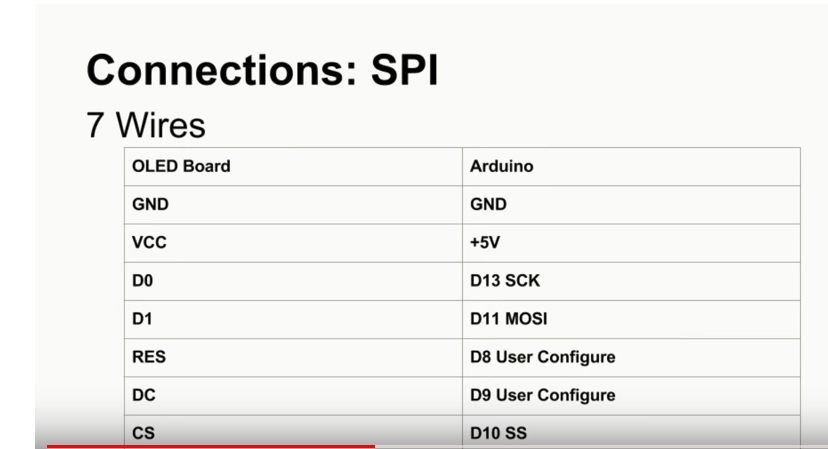 Connections: SPI
7 Wires
OLED Board Arduino
GND GND
VCC +5V
D0 D13 SCK
D1 D11 MOSI
RES D8 User Configure
DC D9 User Configure
CS D10 SS